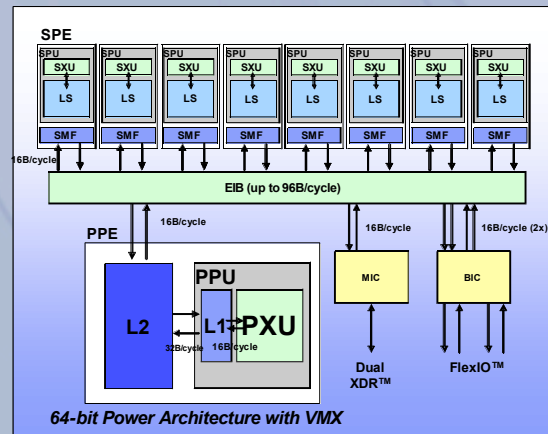 SPE
SPU SPU SPU SPU SPU SPU SPU SPU
SXU SXU SXU SXU SXU SXU SXU SXU
LS LS LS LS LS LS LS LS
SMF SMF SMF SMF SMF SMF SMF SMF
16B/cycle
EIB (up to 96B/cycle)
16B/cycle 16B/cycle 16B/cycle (2x)
PPE
PPU
MIC BIC
L2 L1 PXU
32B/cycle 16B/cycle
Dual
XDR™
FlexIO™
64-bit Power Architecture with VMX